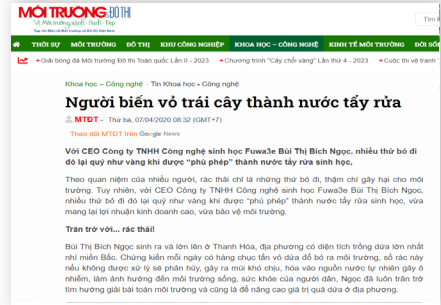 MÔI TRƯỜNG & ĐÔ THỊ
Vì Môi trường xanh - Sạch - Đẹp
Tìm k
THỜI SỰ MÔI TRƯỜNG ĐÔ THỊ KHU CÔNG NGHIỆP KHOA HỌC – CÔNG NGHỆ KINH TẾ MÔI TRƯỜNG ĐỜI SỐ
Giải bóng đá Môi trường Đô thị Toàn quốc Lần II - 2023 Chương trình "Cây chổi vàng" Lần thứ 4 - 2023 Cuộc thi vẽ tranh
Khoa học – Công nghệ Tin Khoa học - Công nghệ
Người biến vỏ trái cây thành nước tẩy rửa
MTĐT - Thứ ba, 07/04/2020 08:32 (GMT+7)
Theo dõi MTĐT trên Google News
Với CEO Công ty TNHH Công nghệ sinh học Fuwa3e Bùi Thị Bích Ngọc, nhiều thứ bỏ đi
đó lại quý như vàng khi được "phù phép" thành nước tẩy rửa sinh học,
Theo quan niệm của nhiều người, rác thải chỉ là những thứ bỏ đi, thậm chí gây hại cho môi
trường. Tuy nhiên, với CEO Công ty TNHH Công nghệ sinh học Fuwa3e Bùi Thị Bích Ngọc,
nhiều thứ bỏ đi đó lại quý như vàng khi được "phù phép" thành nước tẩy rửa sinh học, vừa
mang lại lợi nhuận kinh doanh cao, vừa bảo vệ môi trường.
Trăn trở với... rác thải!
Bùi Thị Bích Ngọc sinh ra và lớn lên ở Thanh Hóa, địa phương có diện tích trồng dứa lớn nhất
nhì miền Bắc. Chứng kiến mỗi ngày có hàng chục tấn vỏ dứa đổ bỏ ra môi trường, số rác này
nếu không được xử lý sẽ phân hủy, gây ra mùi khó chịu, hòa vào nguồn nước tự nhiên gây ô
nhiễm, làm ảnh hưởng đến môi trường sống, sức khỏe của người dân, Ngọc đã luôn trăn trở
tìm hướng giải bài toán môi trường và cũng là để nâng cao giá trị quả dứa ở địa phương.